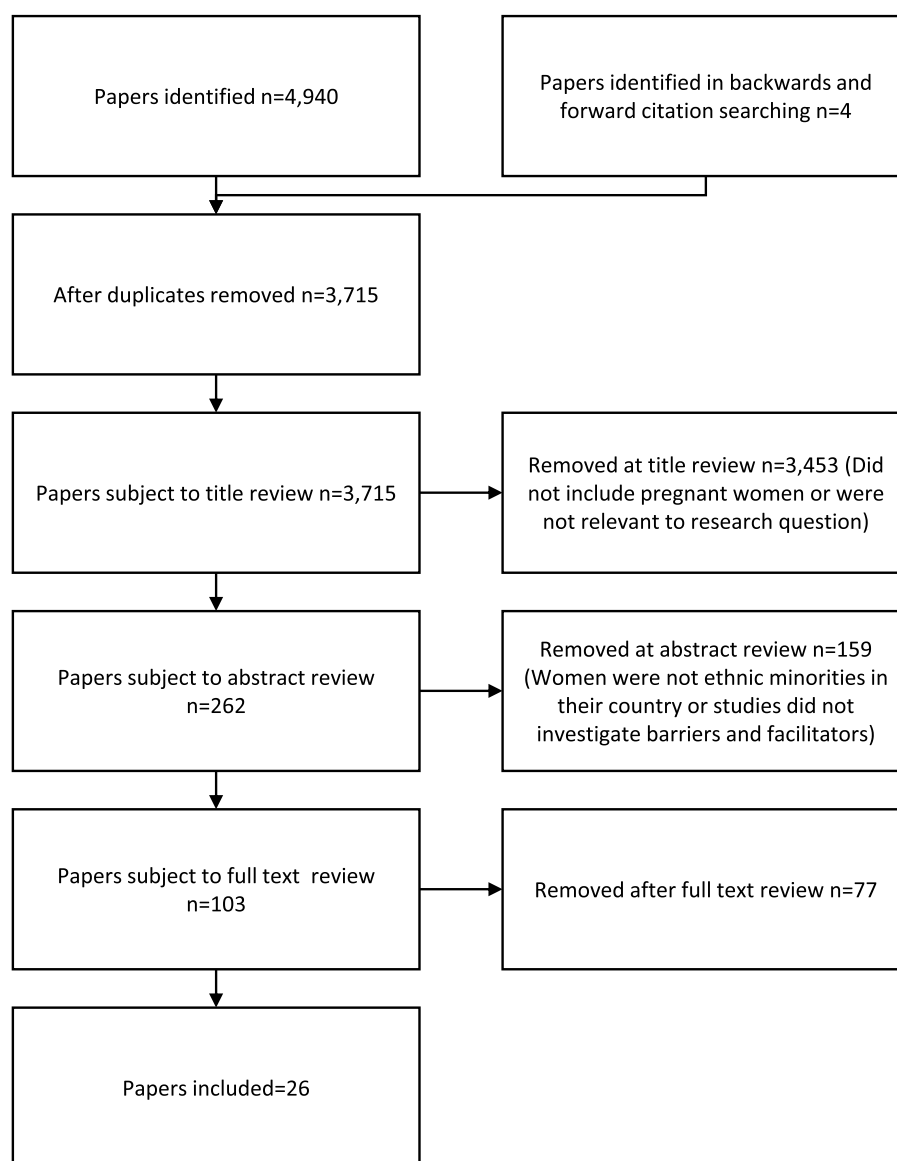 Papers identified n=4,940
Papers identified in backwards and
forward citation searching n=4
After duplicates removed n=3,715
Papers subject to title review n=3,715
Removed at title review n=3,453 (Did
not include pregnant women or were
not relevant to research question)
Papers subject to abstract review
n=262
Removed at abstract review n=159
(Women were not ethnic minorities in
their country or studies did not
investigate barriers and facilitators)
Papers subject to full text review
n=103
Removed after full text review n=77
Papers included=26